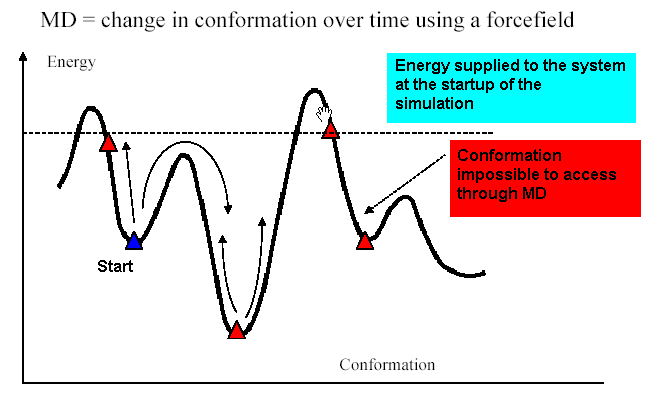 MD = change in conformation over time using a forcefield
Energy
Energy supplied to the system
at the startup of the
simulation
Conformation
impossible to access
through MD
Start
Conformation